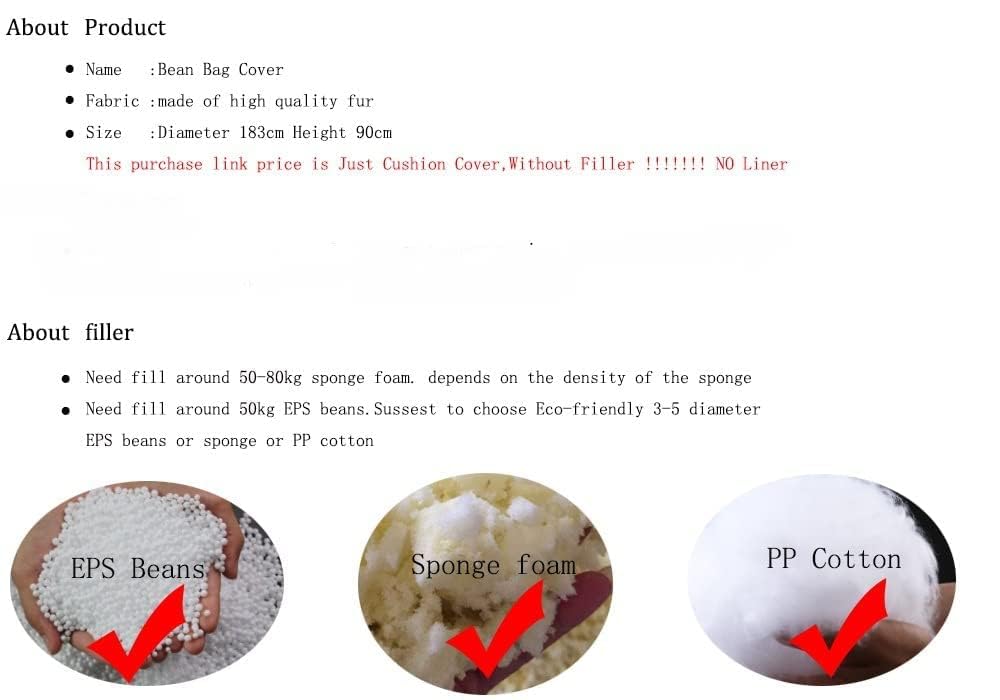 About Product
Name :Bean Bag Cover
Fabric :made of high quality fur
Size :Diameter 183cm Height 90cm
This purchase link price is Just Cushion Cover,Without Filler !!!!!!! NO Liner
About filler
Need fill around 50-80kg sponge foam. depends on the density of the sponge
Need fill around 50kg EPS beans.Sussest to choose Eco-friendly 3-5 diameter
EPS beans or sponge or PP cotton
EPS Beans
Sponge foam
PP Cotton